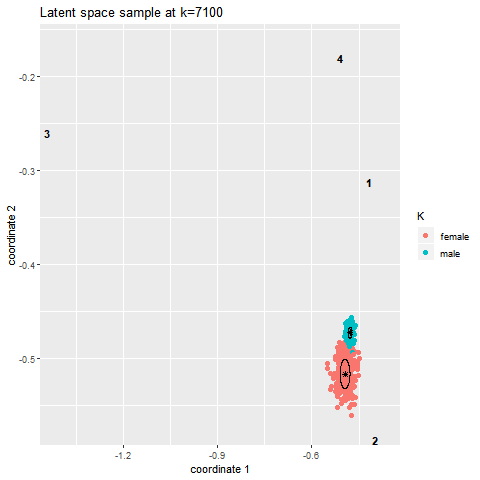 Latent space sample at k=7100
4
-0.2
3
1
-0.3
K
female
male
coordinate 2
-0.4
-0.5
2
-1.2
-0.9
-0.6
coordinate 1